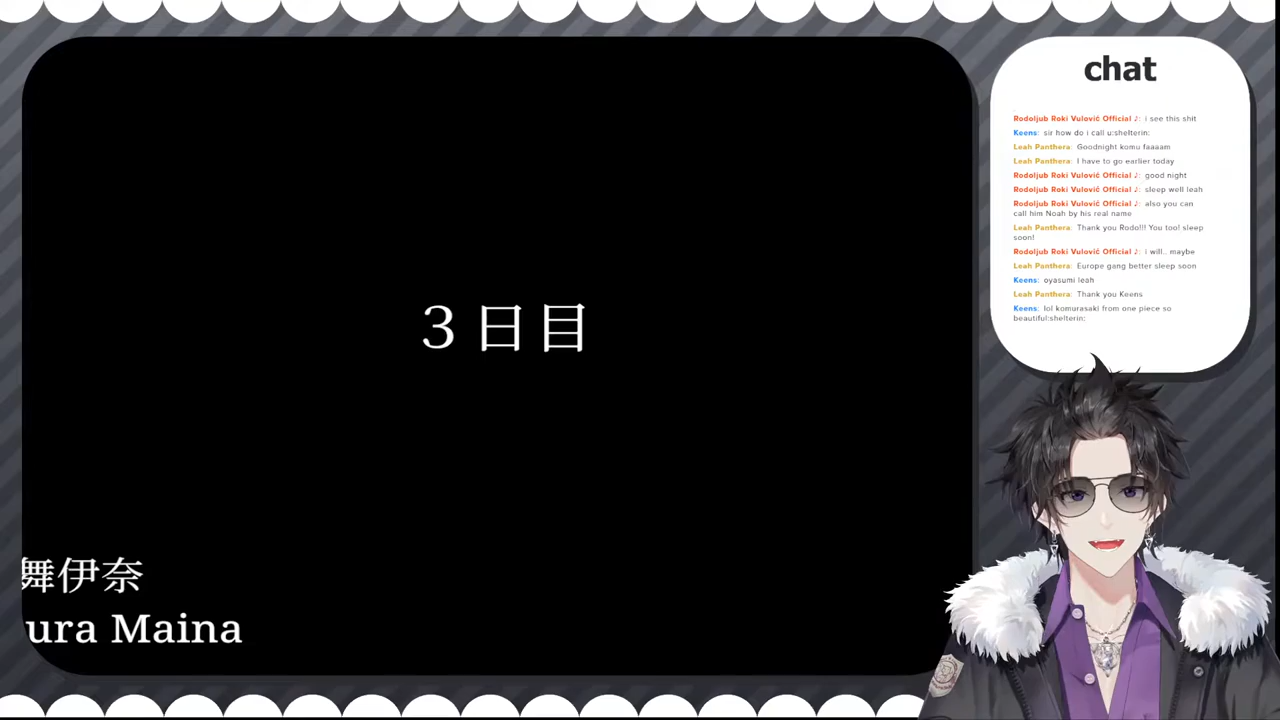 ３日目
舞伊奈
ura Maina
chat
Rodoljub Roki Vulović Official ♪: i see this shit
Keens: sir how do i call u:shelterin:
Leah Panthera: Goodnight komu faaaam
Leah Panthera: I have to go earlier today
Rodoljub Roki Vulović Official ♪: good night
Rodoljub Roki Vulović Official ♪: sleep well leah
Rodoljub Roki Vulović Official ♪: also you can
call him Noah by his real name
Leah Panthera: Thank you Rodo!!! You too! sleep
soon!
Rodoljub Roki Vulović Official ♪: i will.. maybe
Leah Panthera: Europe gang better sleep soon
Keens: oyasumi leah
Leah Panthera: Thank you Keens
Keens: lol komurasaki from one piece so
beautiful:shelterin: